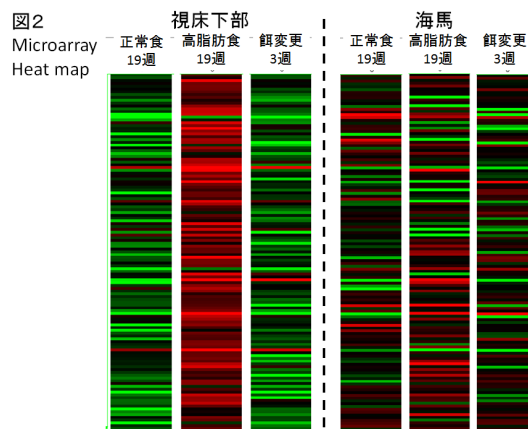 図2
Microarray
Heat map
視床下部
正常食
19週
高脂肪食
19週
餌変更
3週
海馬
正常食
19週
高脂肪食
19週
餌変更
3週